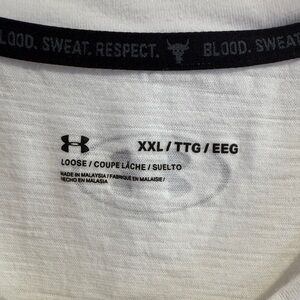 BLOOD. SWEAT. RESPECT. BLOOD. SWEAT
XXL / TTG / EEG
LOOSE / COUPE LÂCHE / SUELTO
MADE IN MALAYSIA / FABRIQUÉ EN MALAISIE /
HECHO EN MALASIA